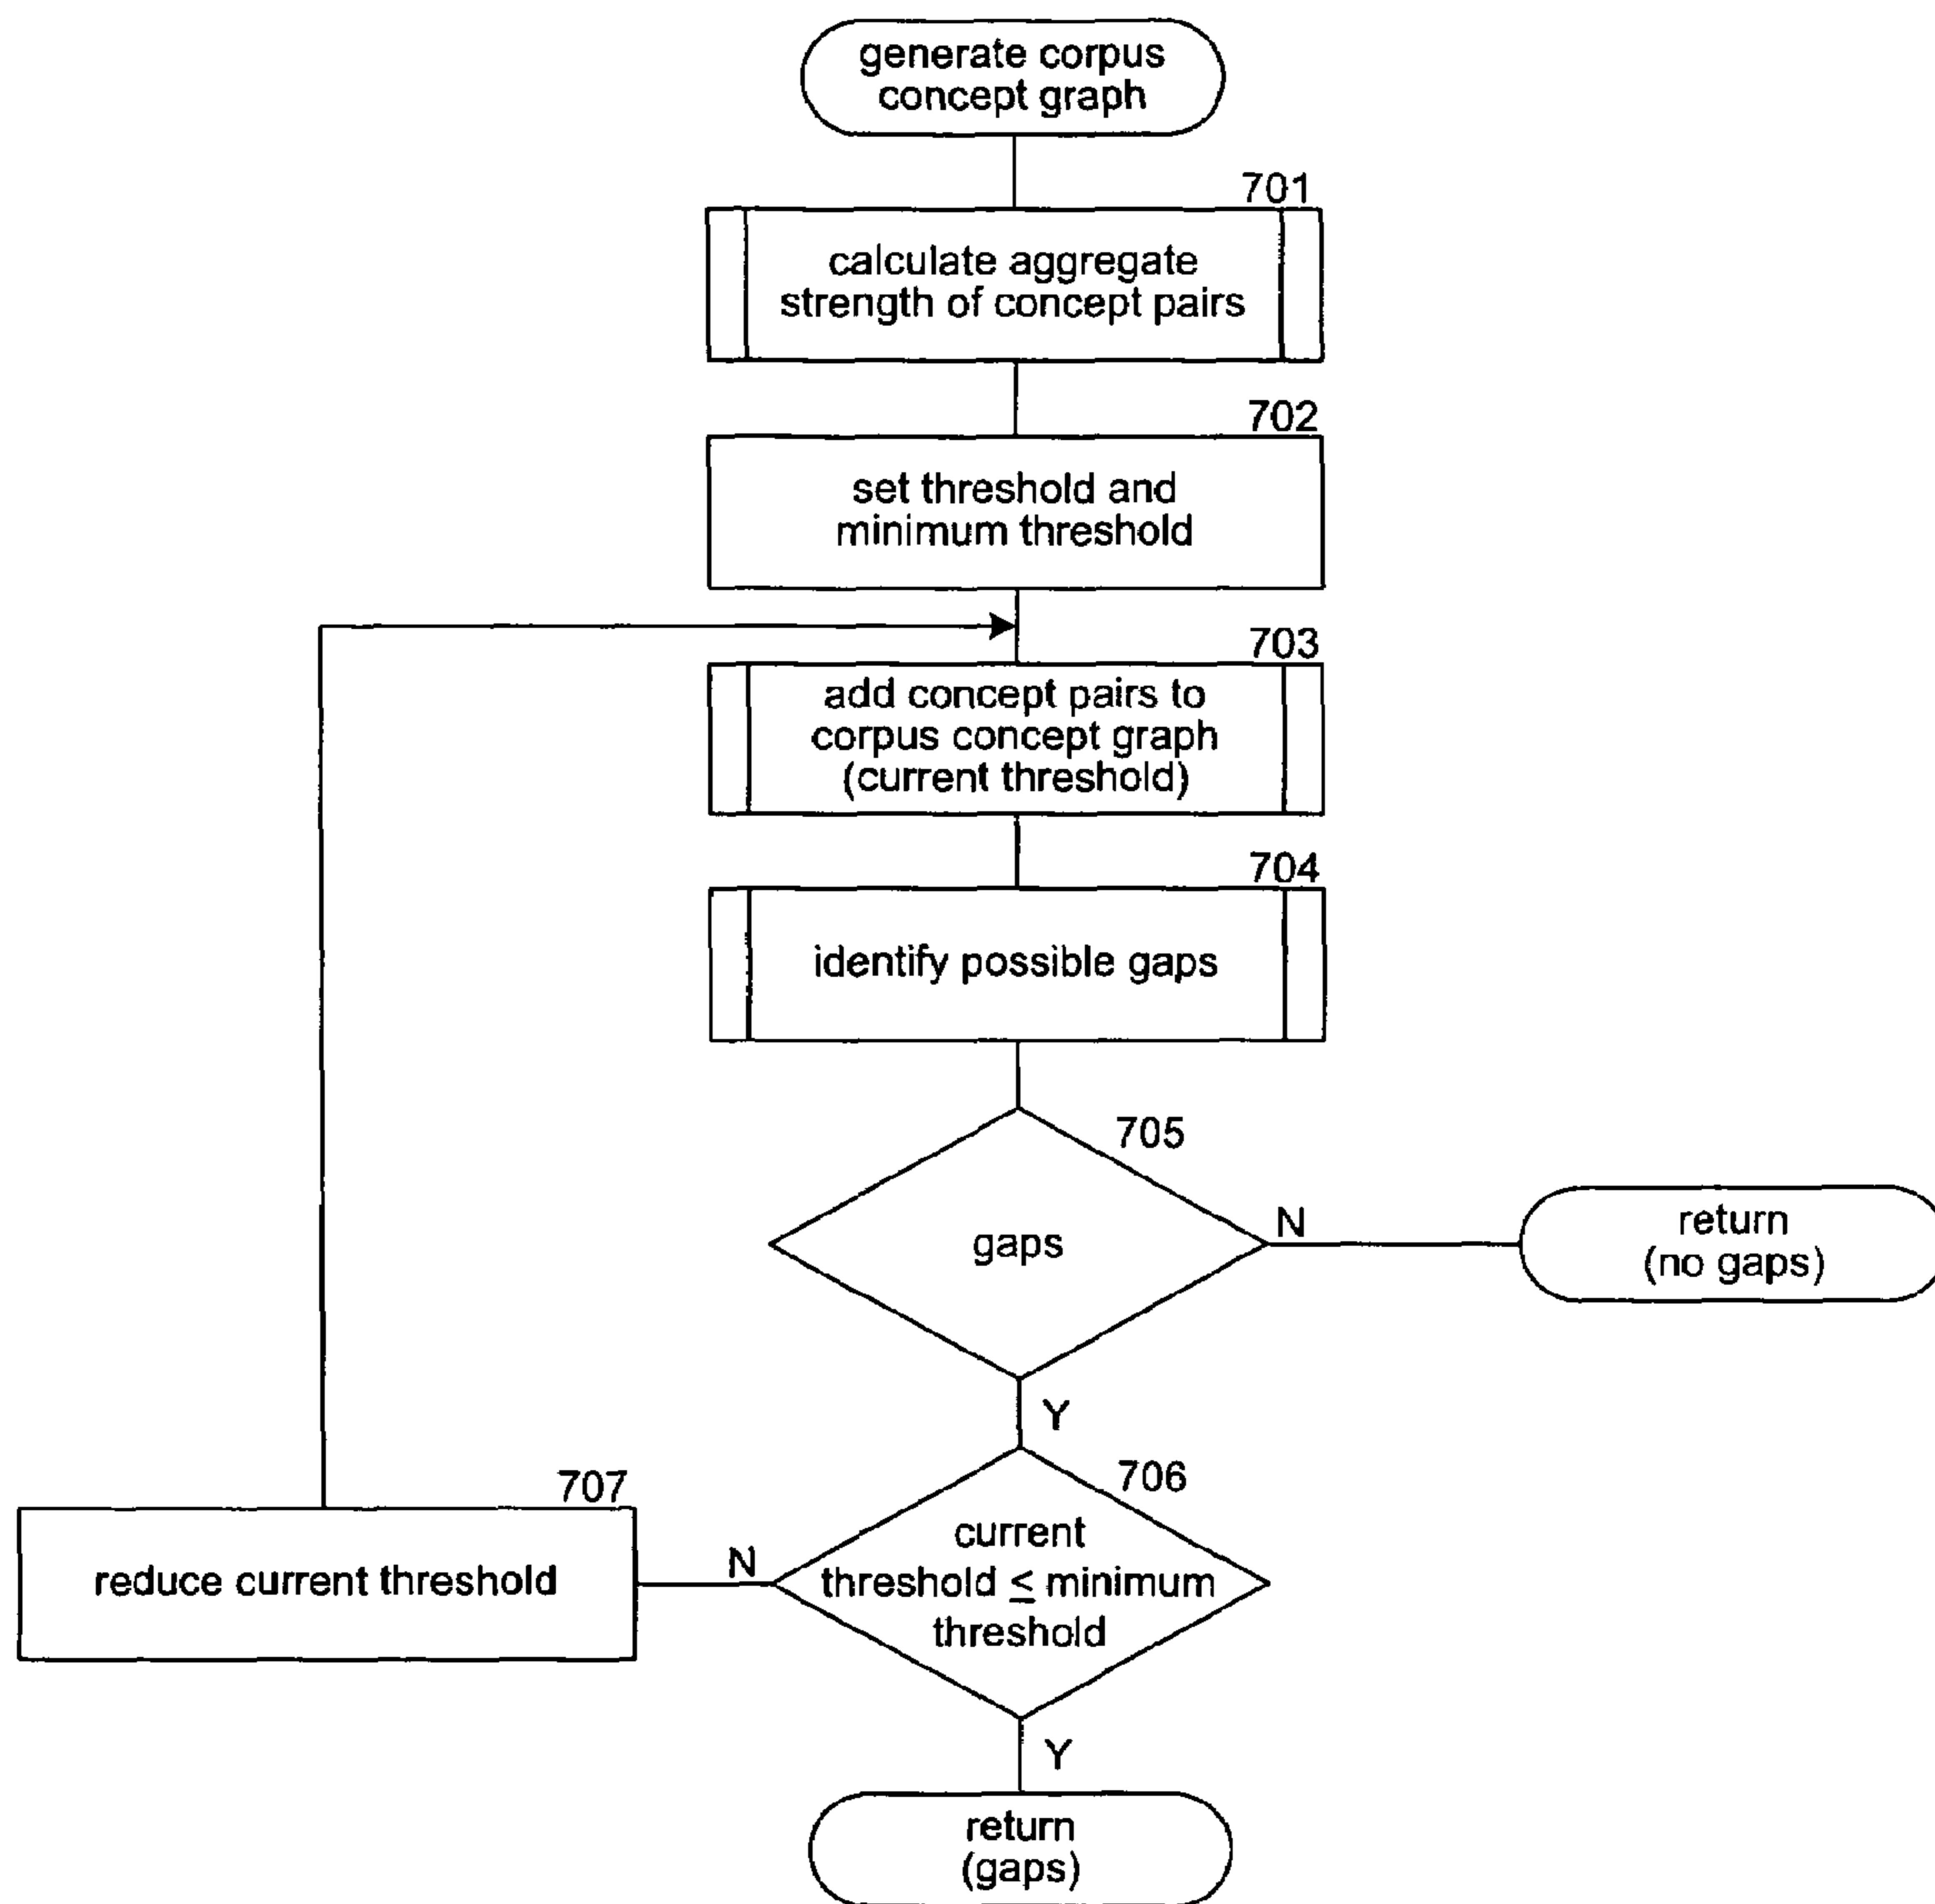 generate corpus
concept graph
701
calculate aggregate
strength of concept pairs
702
set threshold and
minimum threshold
703
add concept pairs to
corpus concept graph
(current threshold)
704
identify possible gaps
705
gaps
N
return
(no gaps)
Y
706
current
threshold ≤ minimum
threshold
N
707
reduce current threshold
Y
return
(gaps)